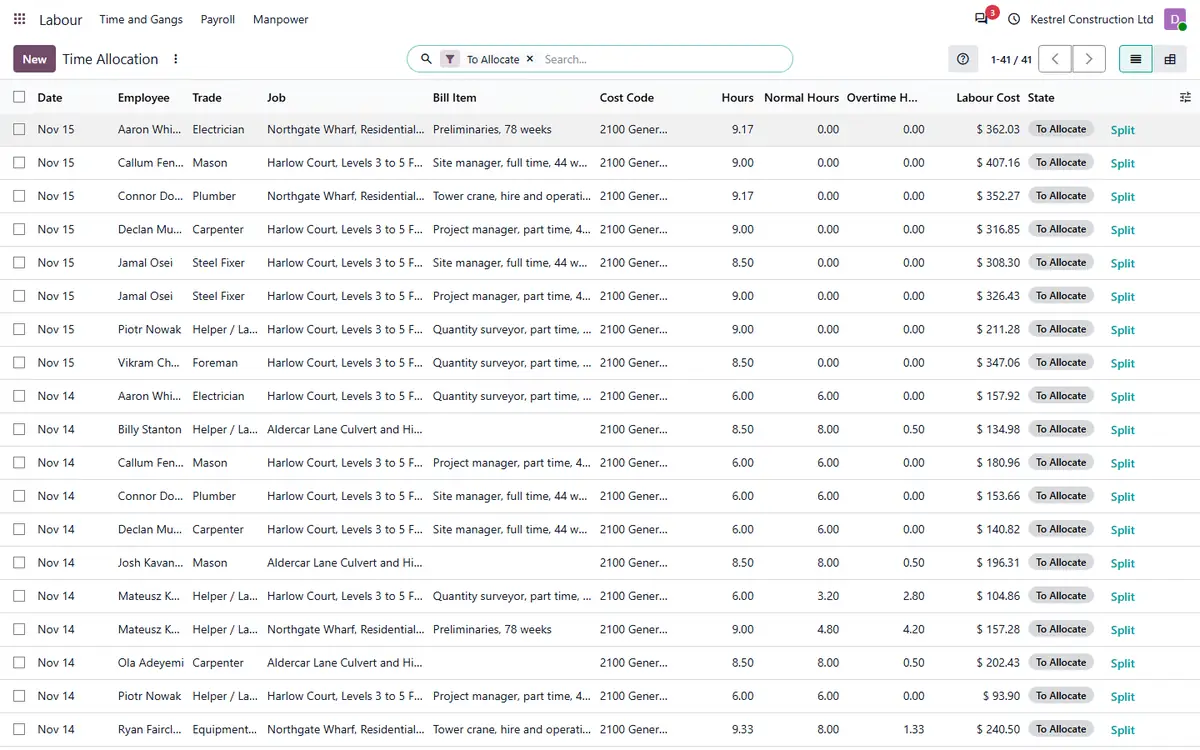 Labour Time and Gangs Payroll Manpower 3 Kestrel Construction Ltd D
New Time Allocation To Allocate × Search... 1-41 / 41
Date Employee Trade Job Bill Item Cost Code Hours Normal Hours Overtime H... Labour Cost State
Nov 15 Aaron Whi... Electrician Northgate Wharf, Residential... Preliminaries, 78 weeks 2100 Gener... 9.17 0.00 0.00 $ 362.03 To Allocate Split
Nov 15 Callum Fen... Mason Harlow Court, Levels 3 to 5 F... Site manager, full time, 44 w... 2100 Gener... 9.00 0.00 0.00 $ 407.16 To Allocate Split
Nov 15 Connor Do... Plumber Northgate Wharf, Residential... Tower crane, hire and operati... 2100 Gener... 9.17 0.00 0.00 $ 352.27 To Allocate Split
Nov 15 Declan Mu... Carpenter Harlow Court, Levels 3 to 5 F... Project manager, part time, 4... 2100 Gener... 9.00 0.00 0.00 $ 316.85 To Allocate Split
Nov 15 Jamal Osei Steel Fixer Harlow Court, Levels 3 to 5 F... Site manager, full time, 44 w... 2100 Gener... 8.50 0.00 0.00 $ 308.30 To Allocate Split
Nov 15 Jamal Osei Steel Fixer Harlow Court, Levels 3 to 5 F... Project manager, part time, 4... 2100 Gener... 9.00 0.00 0.00 $ 326.43 To Allocate Split
Nov 15 Piotr Nowak Helper / La... Harlow Court, Levels 3 to 5 F... Quantity surveyor, part time, ... 2100 Gener... 9.00 0.00 0.00 $ 211.28 To Allocate Split
Nov 15 Vikram Ch... Foreman Harlow Court, Levels 3 to 5 F... Quantity surveyor, part time, ... 2100 Gener... 8.50 0.00 0.00 $ 347.06 To Allocate Split
Nov 14 Aaron Whi... Electrician Harlow Court, Levels 3 to 5 F... Quantity surveyor, part time, ... 2100 Gener... 6.00 6.00 0.00 $ 157.92 To Allocate Split
Nov 14 Billy Stanton Helper / La... Aldercar Lane Culvert and Hi... 2100 Gener... 8.50 8.00 0.50 $ 134.98 To Allocate Split
Nov 14 Callum Fen... Mason Harlow Court, Levels 3 to 5 F... Project manager, part time, 4... 2100 Gener... 6.00 6.00 0.00 $ 180.96 To Allocate Split
Nov 14 Connor Do... Plumber Harlow Court, Levels 3 to 5 F... Site manager, full time, 44 w... 2100 Gener... 6.00 6.00 0.00 $ 153.66 To Allocate Split
Nov 14 Declan Mu... Carpenter Harlow Court, Levels 3 to 5 F... Site manager, full time, 44 w... 2100 Gener... 6.00 6.00 0.00 $ 140.82 To Allocate Split
Nov 14 Josh Kavan... Mason Aldercar Lane Culvert and Hi... 2100 Gener... 8.50 8.00 0.50 $ 196.31 To Allocate Split
Nov 14 Mateusz K... Helper / La... Harlow Court, Levels 3 to 5 F... Quantity surveyor, part time, ... 2100 Gener... 6.00 3.20 2.80 $ 104.86 To Allocate Split
Nov 14 Mateusz K... Helper / La... Northgate Wharf, Residential... Preliminaries, 78 weeks 2100 Gener... 9.00 4.80 4.20 $ 157.28 To Allocate Split
Nov 14 Ola Adeyemi Carpenter Aldercar Lane Culvert and Hi... 2100 Gener... 8.50 8.00 0.50 $ 202.43 To Allocate Split
Nov 14 Piotr Nowak Helper / La... Harlow Court, Levels 3 to 5 F... Project manager, part time, 4... 2100 Gener... 6.00 6.00 0.00 $ 93.90 To Allocate Split
Nov 14 Ryan Faircl... Equipment... Northgate Wharf, Residential... Tower crane, hire and operati... 2100 Gener... 9.33 8.00 1.33 $ 240.50 To Allocate Split